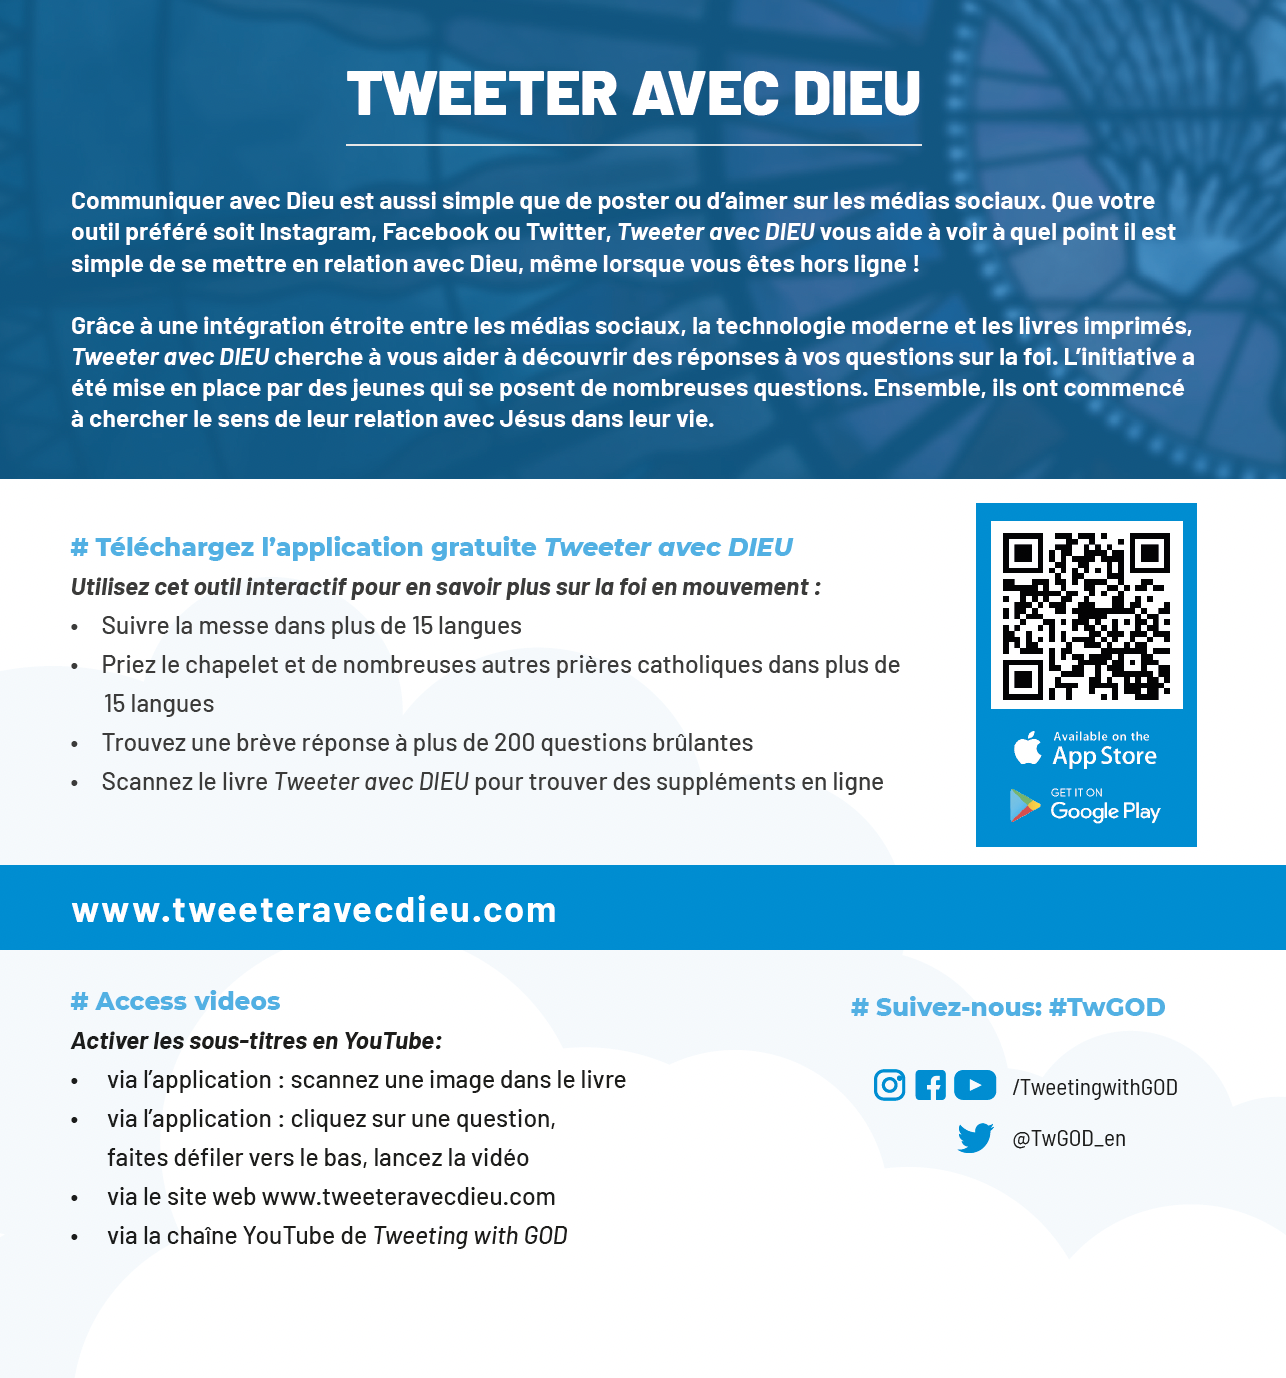 TWEETER AVEC DIEU
Communiquer avec Dieu est aussi simple que de poster ou d’aimer sur les médias sociaux. Que votre
outil préféré soit Instagram, Facebook ou Twitter, Tweeter avec DIEU vous aide à voir à quel point il est
simple de se mettre en relation avec Dieu, même lorsque vous êtes hors ligne !
Grâce à une intégration étroite entre les médias sociaux, la technologie moderne et les livres imprimés,
Tweeter avec DIEU cherche à vous aider à découvrir des réponses à vos questions sur la foi. L’initiative a
été mise en place par des jeunes qui se posent de nombreuses questions. Ensemble, ils ont commencé
à chercher le sens de leur relation avec Jésus dans leur vie.
# Téléchargez l’application gratuite Tweeter avec DIEU
Utilisez cet outil interactif pour en savoir plus sur la foi en mouvement :
• Suivre la messe dans plus de 15 langues
• Priez le chapelet et de nombreuses autres prières catholiques dans plus de
15 langues
• Trouvez une brève réponse à plus de 200 questions brûlantes
• Scannez le livre Tweeter avec DIEU pour trouver des suppléments en ligne
Available on the
App Store
GET IT ON
Google Play
www.tweeteravecdieu.com
# Access videos
Activer les sous-titres en YouTube:
• via l’application : scannez une image dans le livre
• via l’application : cliquez sur une question,
faites défiler vers le bas, lancez la vidéo
• via le site web www.tweeteravecdieu.com
• via la chaîne YouTube de Tweeting with GOD
# Suivez-nous: #TwGOD
/TweetingwithGOD
@TwGOD_en